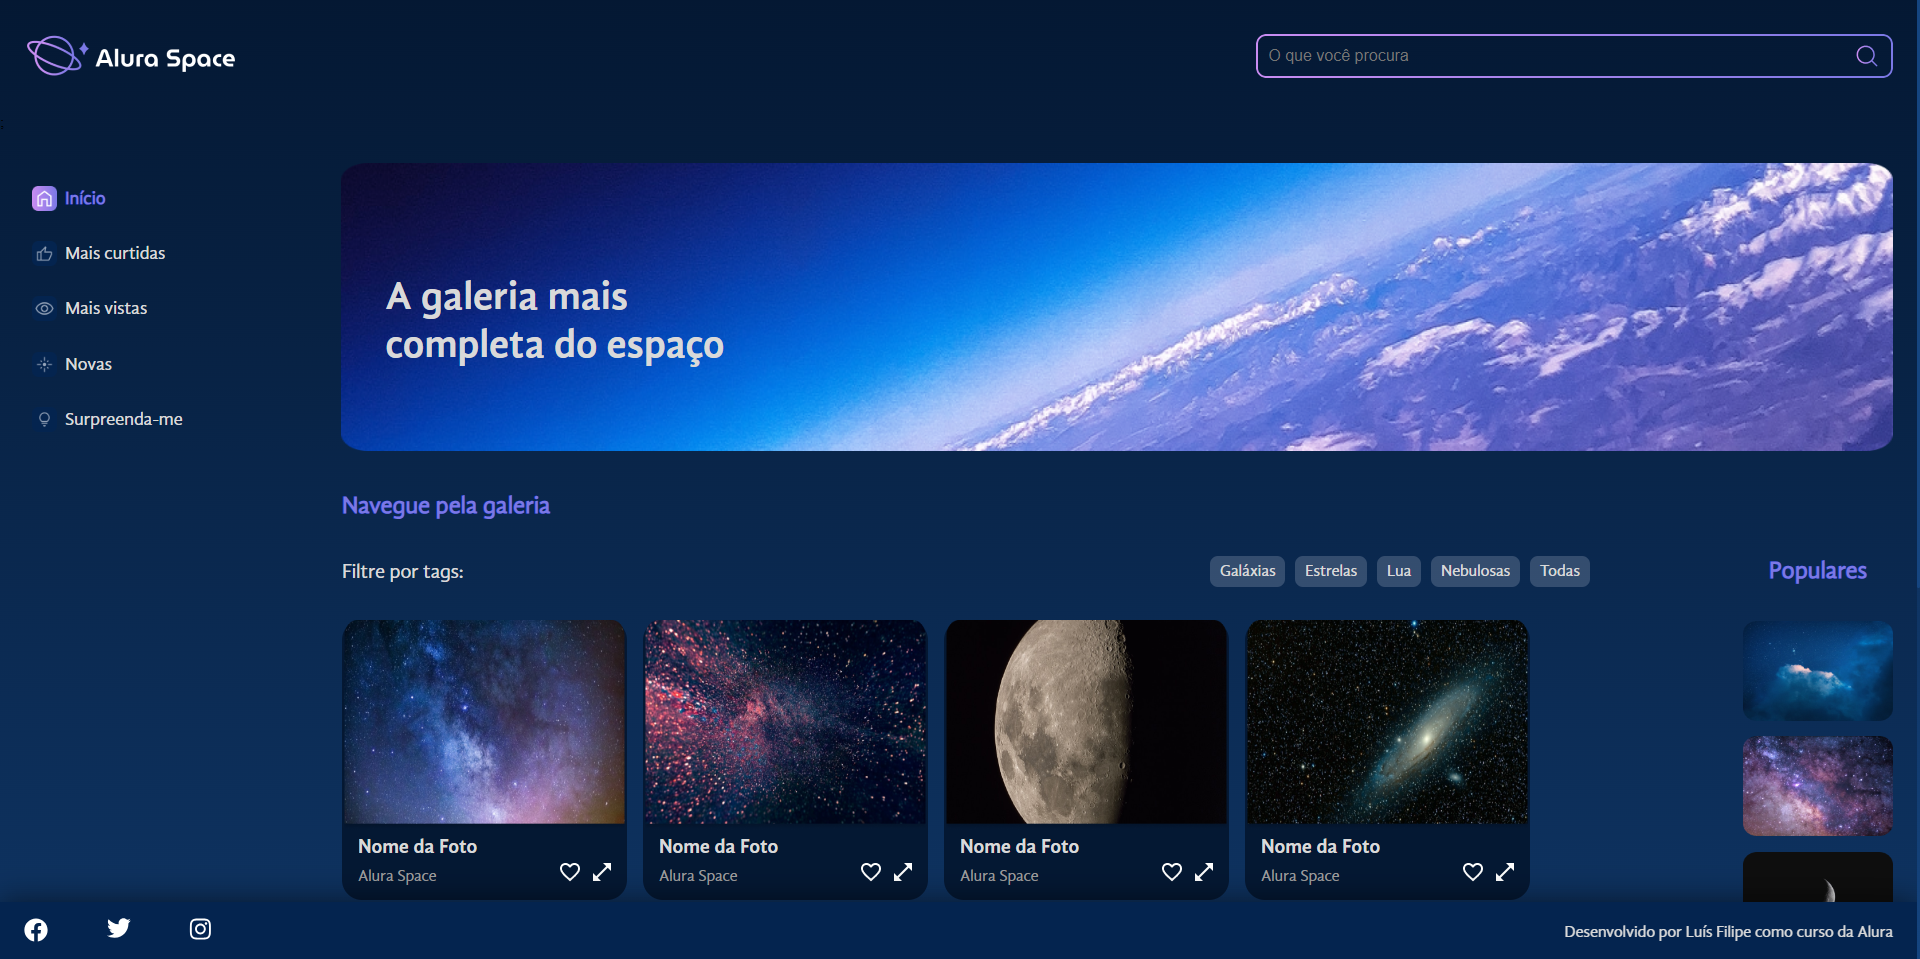 Alura Space
O que você procura
:
Início
Mais curtidas
Mais vistas
Novas
Surpreenda-me
A galeria mais
completa do espaço
Navegue pela galeria
Filtre por tags:
Galáxias Estrelas Lua Nebulosas Todas
Populares
Nome da Foto
Alura Space
Nome da Foto
Alura Space
Nome da Foto
Alura Space
Nome da Foto
Alura Space
Desenvolvido por Luís Filipe como curso da Alura